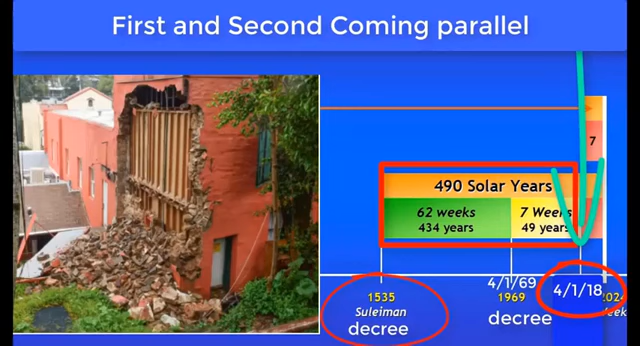 First and Second Coming parallel
7
490 Solar Years
62 weeks
434 years
7 Weeks
49 years
4/1/69
4/1/18
1535
1969
2024
Suleiman
decree
decree